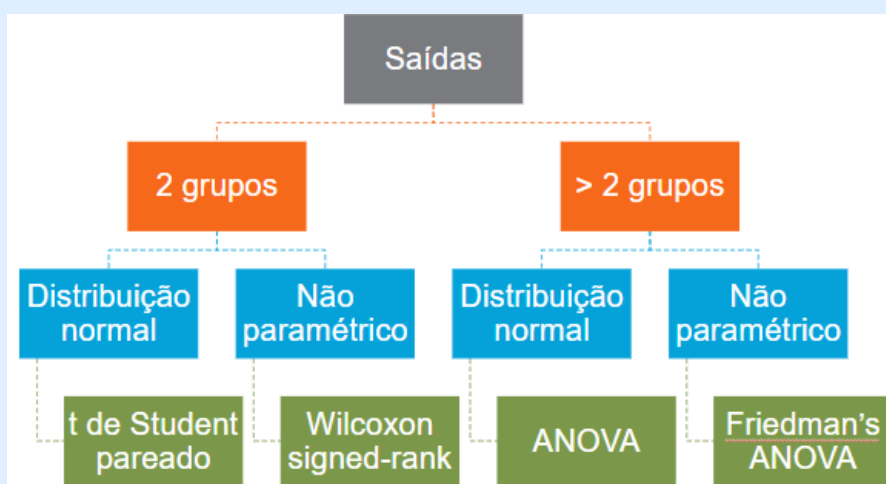 Saídas
2 grupos
> 2 grupos
Distribuição
normal
Não
paramétrico
Distribuição
normal
Não
paramétrico
t de Student
pareado
Wilcoxon
signed-rank
ANOVA
Friedman's
ANOVA